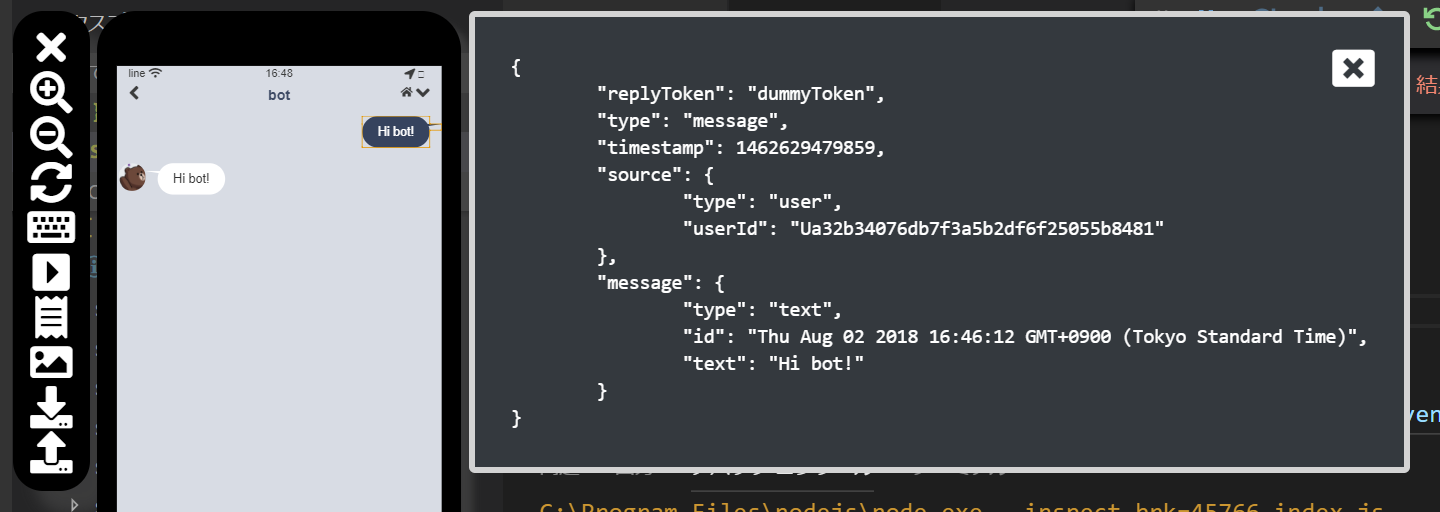 line
16:48
bot
Hi bot!
Hi bot!
{
"replyToken": "dummyToken",
"type": "message",
"timestamp": 1462629479859,
"source": {
"type": "user",
"userId": "Ua32b34076db7f3a5b2df6f25055b8481"
},
"message": {
"type": "text",
"id": "Thu Aug 02 2018 16:46:12 GMT+0900 (Tokyo Standard Time)",
"text": "Hi bot!"
}
}
C:\Program Files\nodejs\node.exe --inspect-brk=45766 index.js